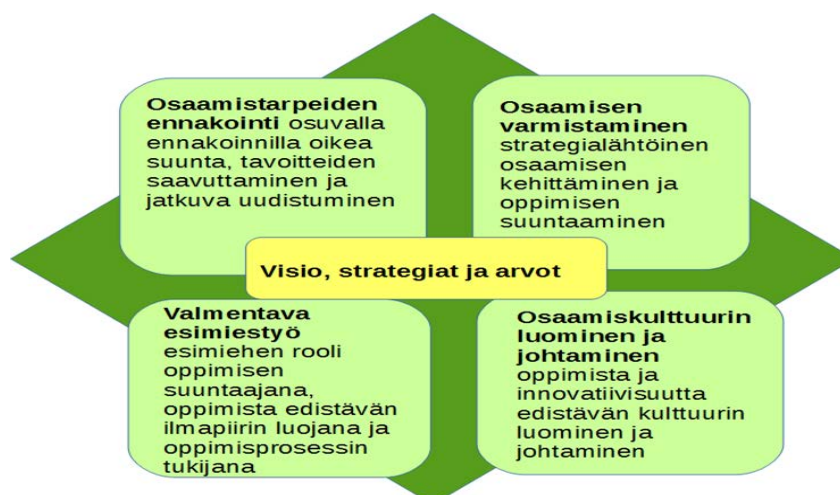 Osaamistarpeiden
ennakointi osuvalla
ennakoinnilla oikea
suunta, tavoitteiden
saavuttaminen ja
jatkuva uudistuminen
Osaamisen
varmistaminen
strategialähtöinen
osaamisen
kehittäminen ja
oppimisen
suuntaaminen
Visio, strategiat ja arvot
Valmentava
esimiestyö
esimiehen rooli
oppimisen
suuntaajana,
oppimista edistävän
ilmapiirin luojana ja
oppimisprosessin
tukijana
Osaamiskulttuurin
luominen ja
johtaminen
oppimista ja
innovatiivisuutta
edistävän kulttuurin
luominen ja
johtaminen